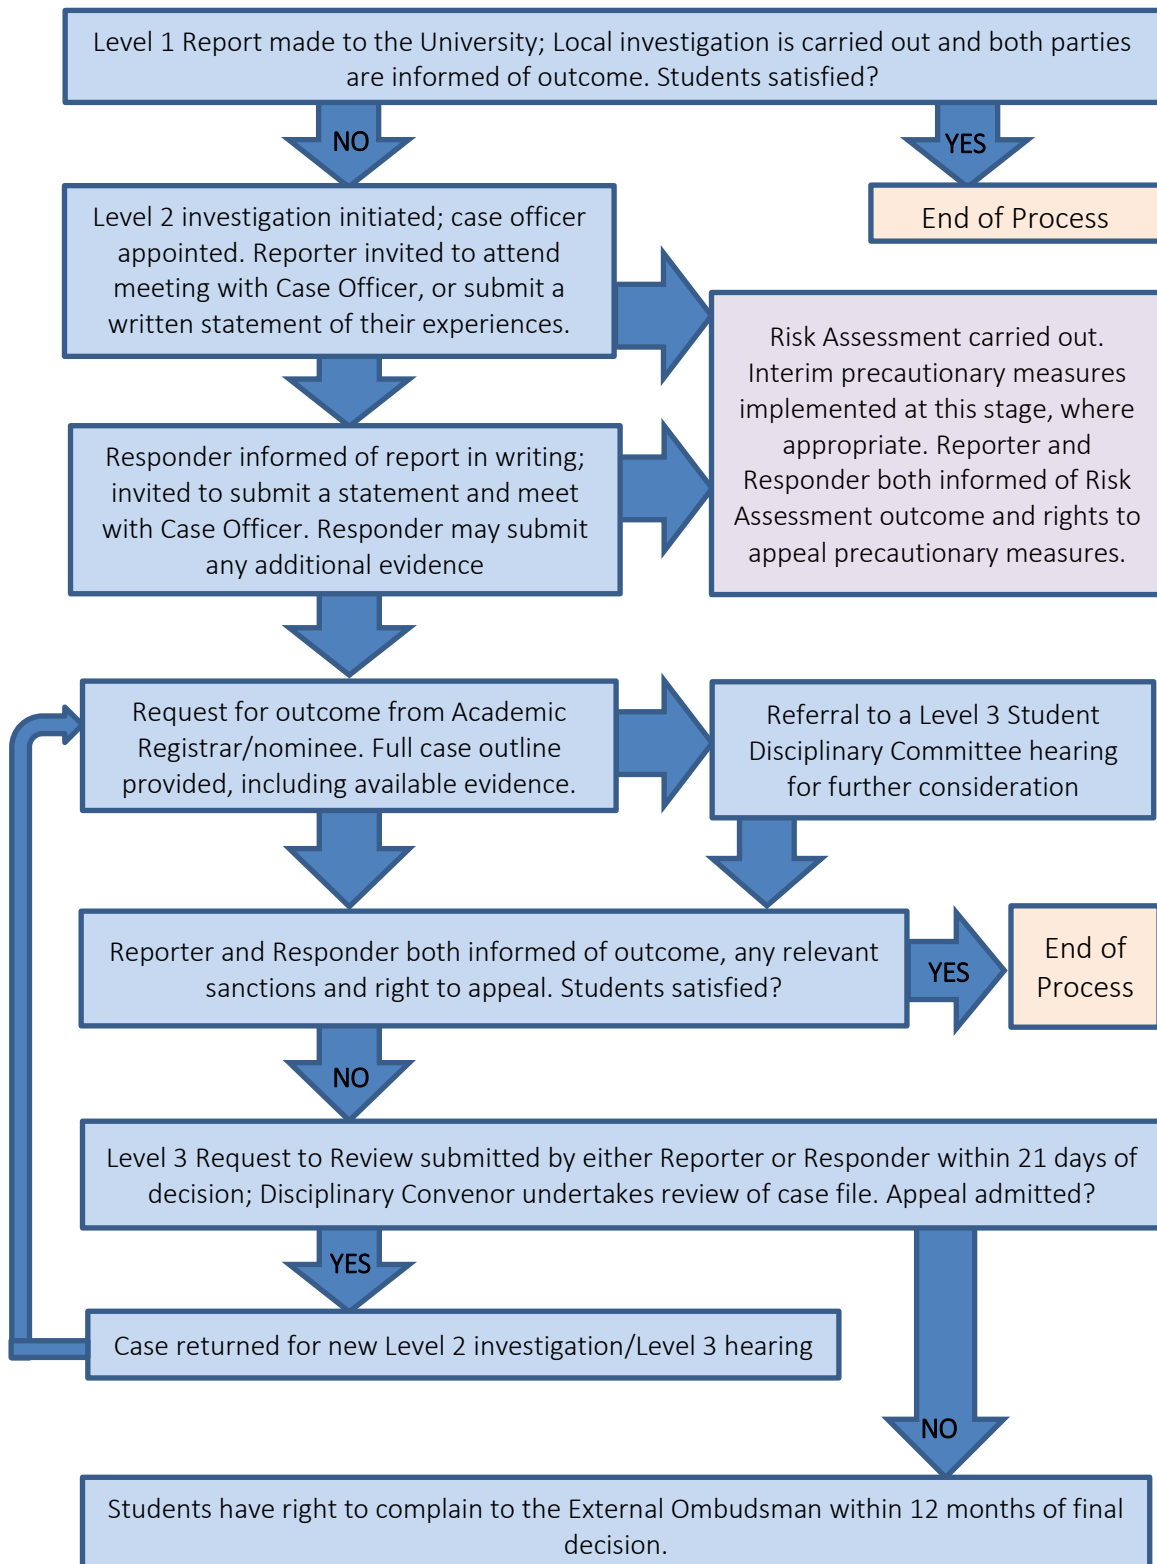 Level 1 Report made to the University; Local investigation is carried out and both parties
are informed of outcome. Students satisfied?
NO
YES
Level 2 investigation initiated; case officer
appointed. Reporter invited to attend
meeting with Case Officer, or submit a
written statement of their experiences.
End of Process
Risk Assessment carried out.
Interim precautionary measures
implemented at this stage, where
appropriate. Reporter and
Responder both informed of Risk
Assessment outcome and rights to
appeal precautionary measures.
Responder informed of report in writing;
invited to submit a statement and meet
with Case Officer. Responder may submit
any additional evidence
Request for outcome from Academic
Registrar/nominee. Full case outline
provided, including available evidence.
Referral to a Level 3 Student
Disciplinary Committee hearing
for further consideration
Reporter and Responder both informed of outcome, any relevant
sanctions and right to appeal. Students satisfied?
YES
End of
Process
NO
Level 3 Request to Review submitted by either Reporter or Responder within 21 days of
decision; Disciplinary Convenor undertakes review of case file. Appeal admitted?
YES
Case returned for new Level 2 investigation/Level 3 hearing
NO
Students have right to complain to the External Ombudsman within 12 months of final
decision.